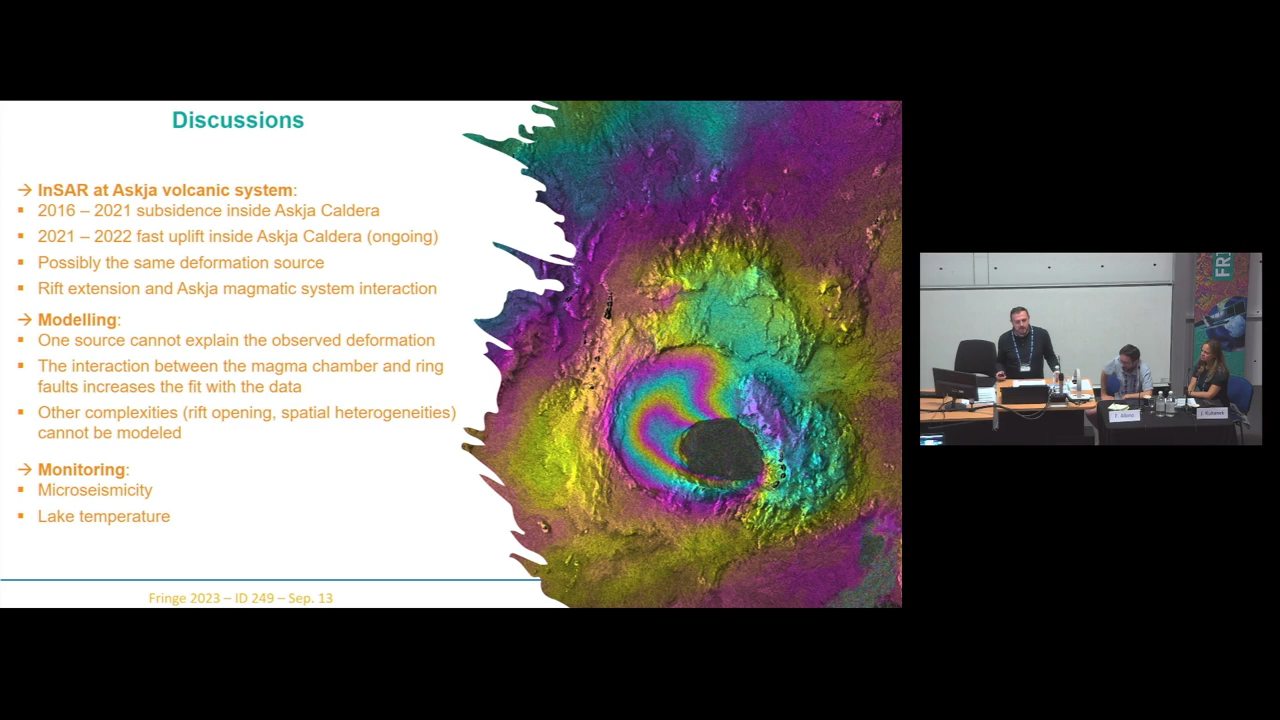 Discussions
→ InSAR at Askja volcanic system:
▪ 2016 – 2021 subsidence inside Askja Caldera
▪ 2021 – 2022 fast uplift inside Askja Caldera (ongoing)
▪ Possibly the same deformation source
▪ Rift extension and Askja magmatic system interaction
→ Modelling:
▪ One source cannot explain the observed deformation
▪ The interaction between the magma chamber and ring
faults increases the fit with the data
▪ Other complexities (rift opening, spatial heterogeneities)
cannot be modeled
→ Monitoring:
▪ Microseismicity
▪ Lake temperature
Fringe 2023 – ID 249 – Sep. 13
FRI
F. Albino
J. Kubanek